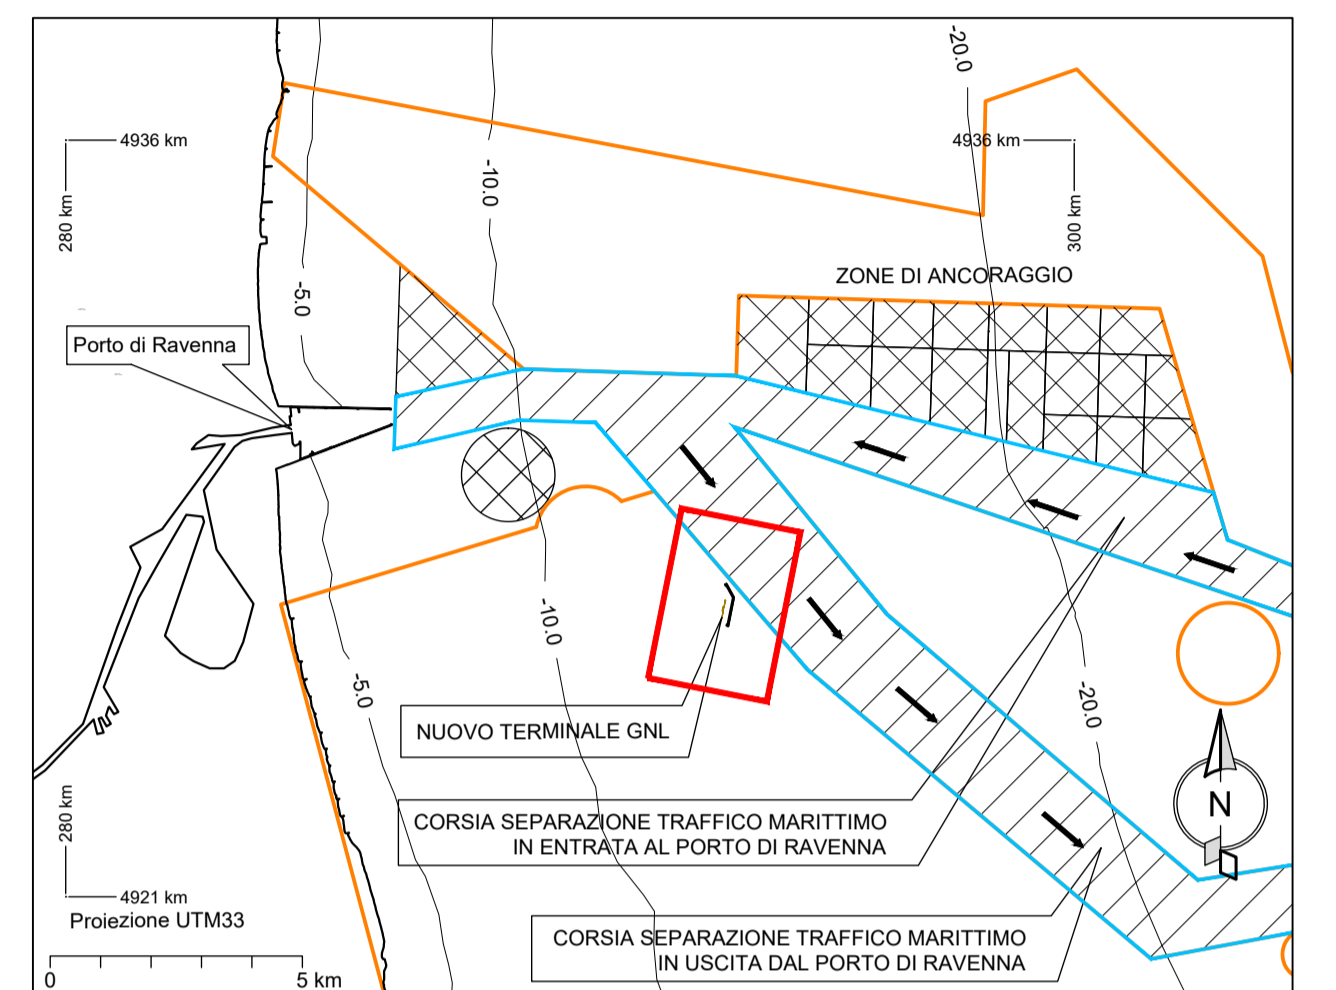 -20.0
4936 km
4936 km
280 km
-10.0
300 km
ZONE DI ANCORAGGIO
-5.0
Porto di Ravenna
-10.0
-5.0
-20.0
NUOVO TERMINALE GNL
N
280 km
CORSIA SEPARAZIONE TRAFFICO MARITTIMO
IN ENTRATA AL PORTO DI RAVENNA
4921 km
Proiezione UTM33
CORSIA SEPARAZIONE TRAFFICO MARITTIMO
IN USCITA DAL PORTO DI RAVENNA
0
5 km